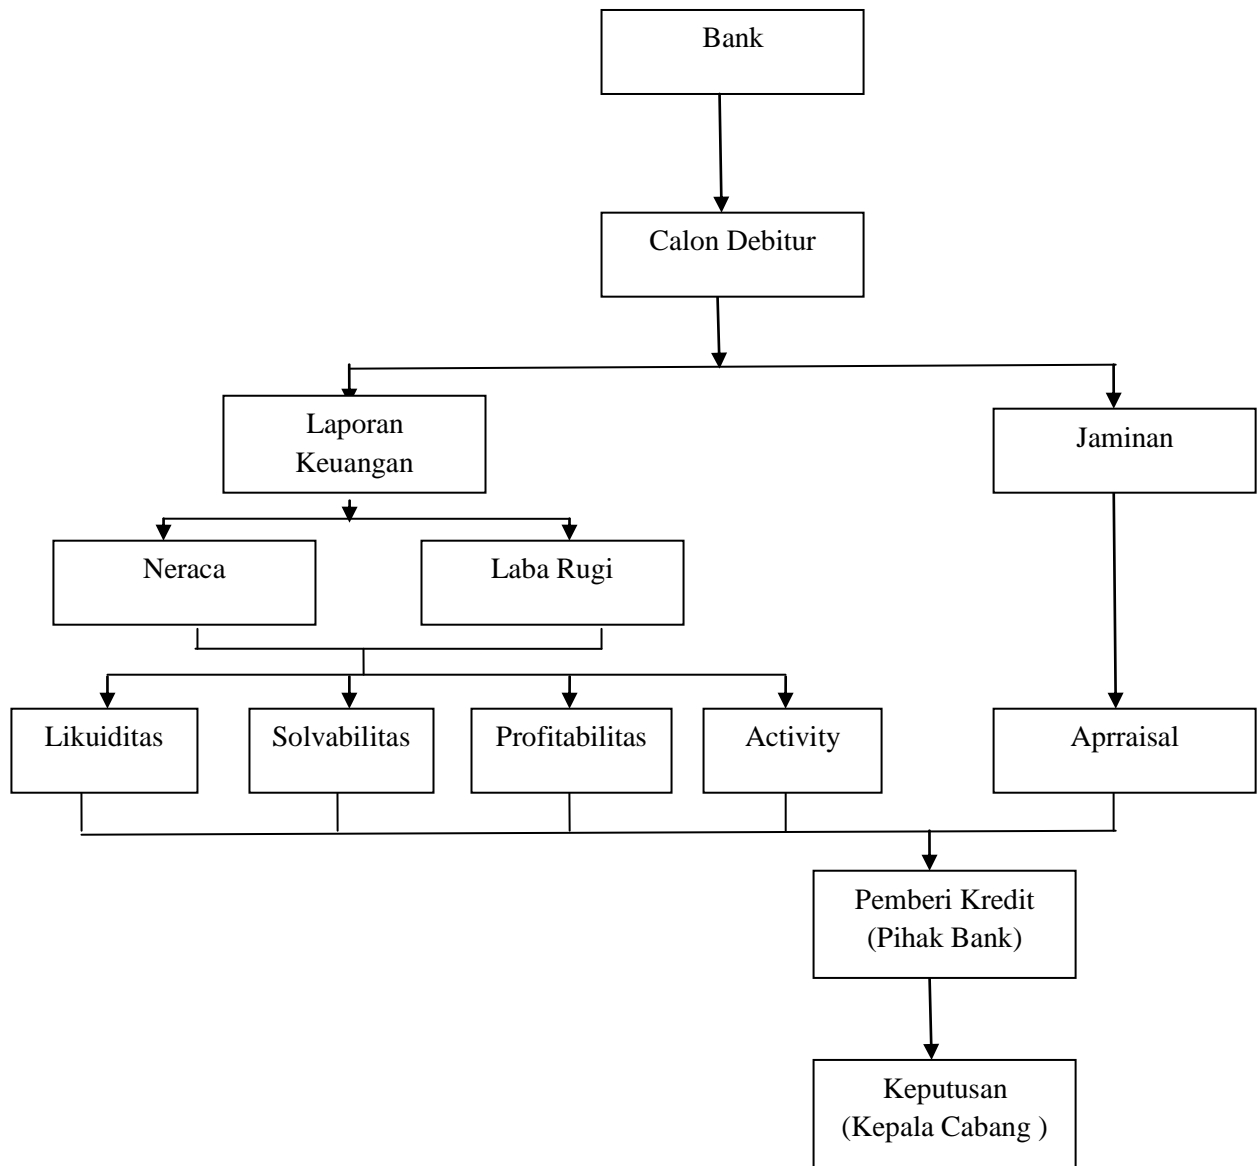 Bank
Calon Debitur
Laporan
Keuangan
Jaminan
Neraca
Laba Rugi
Likuiditas
Solvabilitas
Profitabilitas
Activity
Aprraisal
Pemberi Kredit
(Pihak Bank)
Keputusan
(Kepala Cabang )